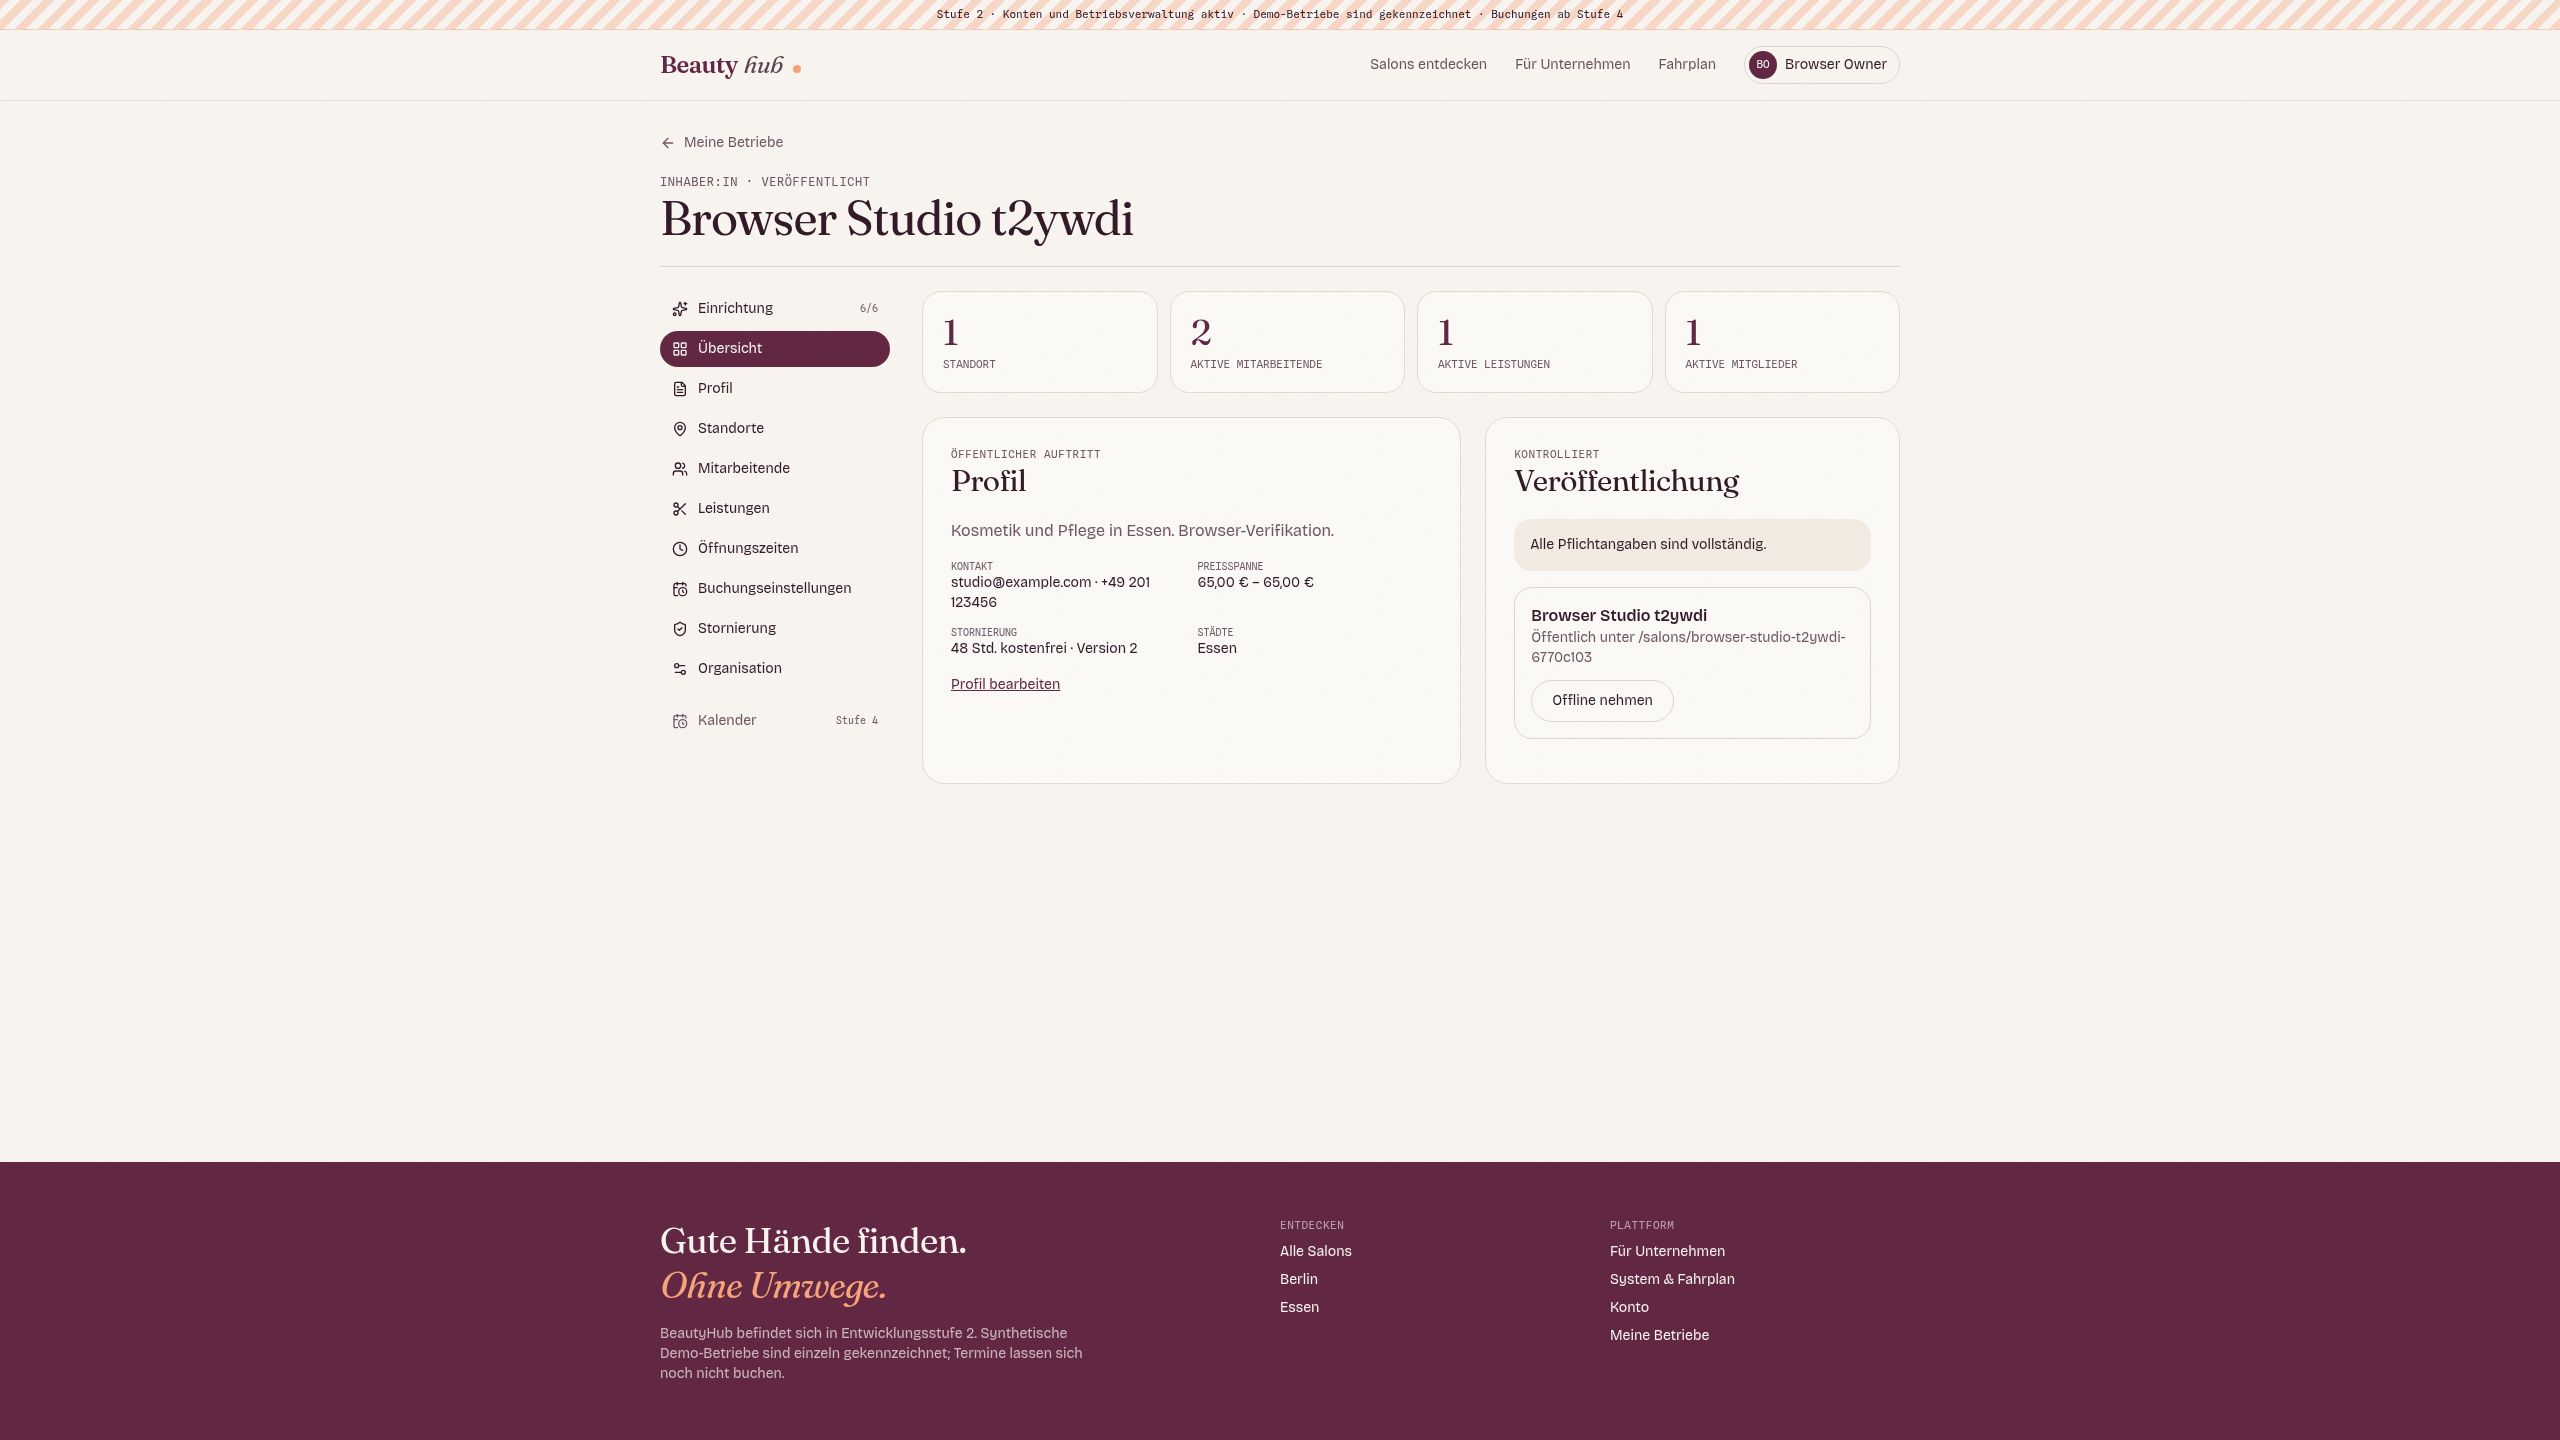 Stufe 2 · Konten und Betriebsverwaltung aktiv · Demo-Betriebe sind gekennzeichnet · Buchungen ab Stufe 4
Beauty hub
Salons entdecken
Für Unternehmen
Fahrplan
BO
Browser Owner
Meine Betriebe
INHABER:IN · VERÖFFENTLICHT
Browser Studio t2ywdi
Einrichtung
6/6
Übersicht
Profil
Standorte
Mitarbeitende
Leistungen
Öffnungszeiten
Buchungseinstellungen
Stornierung
Organisation
Kalender
Stufe 4
1
STANDORT
2
AKTIVE MITARBEITENDE
1
AKTIVE LEISTUNGEN
1
AKTIVE MITGLIEDER
ÖFFENTLICHER AUFTRITT
Profil
Kosmetik und Pflege in Essen. Browser-Verifikation.
KONTAKT
studio@example.com · +49 201
123456
PREISSPANNE
65,00 € – 65,00 €
STORNIERUNG
48 Std. kostenfrei · Version 2
STÄDTE
Essen
Profil bearbeiten
KONTROLLIERT
Veröffentlichung
Alle Pflichtangaben sind vollständig.
Browser Studio t2ywdi
Öffentlich unter /salons/browser-studio-t2ywdi-
6770c103
Offline nehmen
Gute Hände finden.
Ohne Umwege.
BeautyHub befindet sich in Entwicklungsstufe 2. Synthetische
Demo-Betriebe sind einzeln gekennzeichnet; Termine lassen sich
noch nicht buchen.
ENTDECKEN
Alle Salons
Berlin
Essen
PLATTFORM
Für Unternehmen
System & Fahrplan
Konto
Meine Betriebe